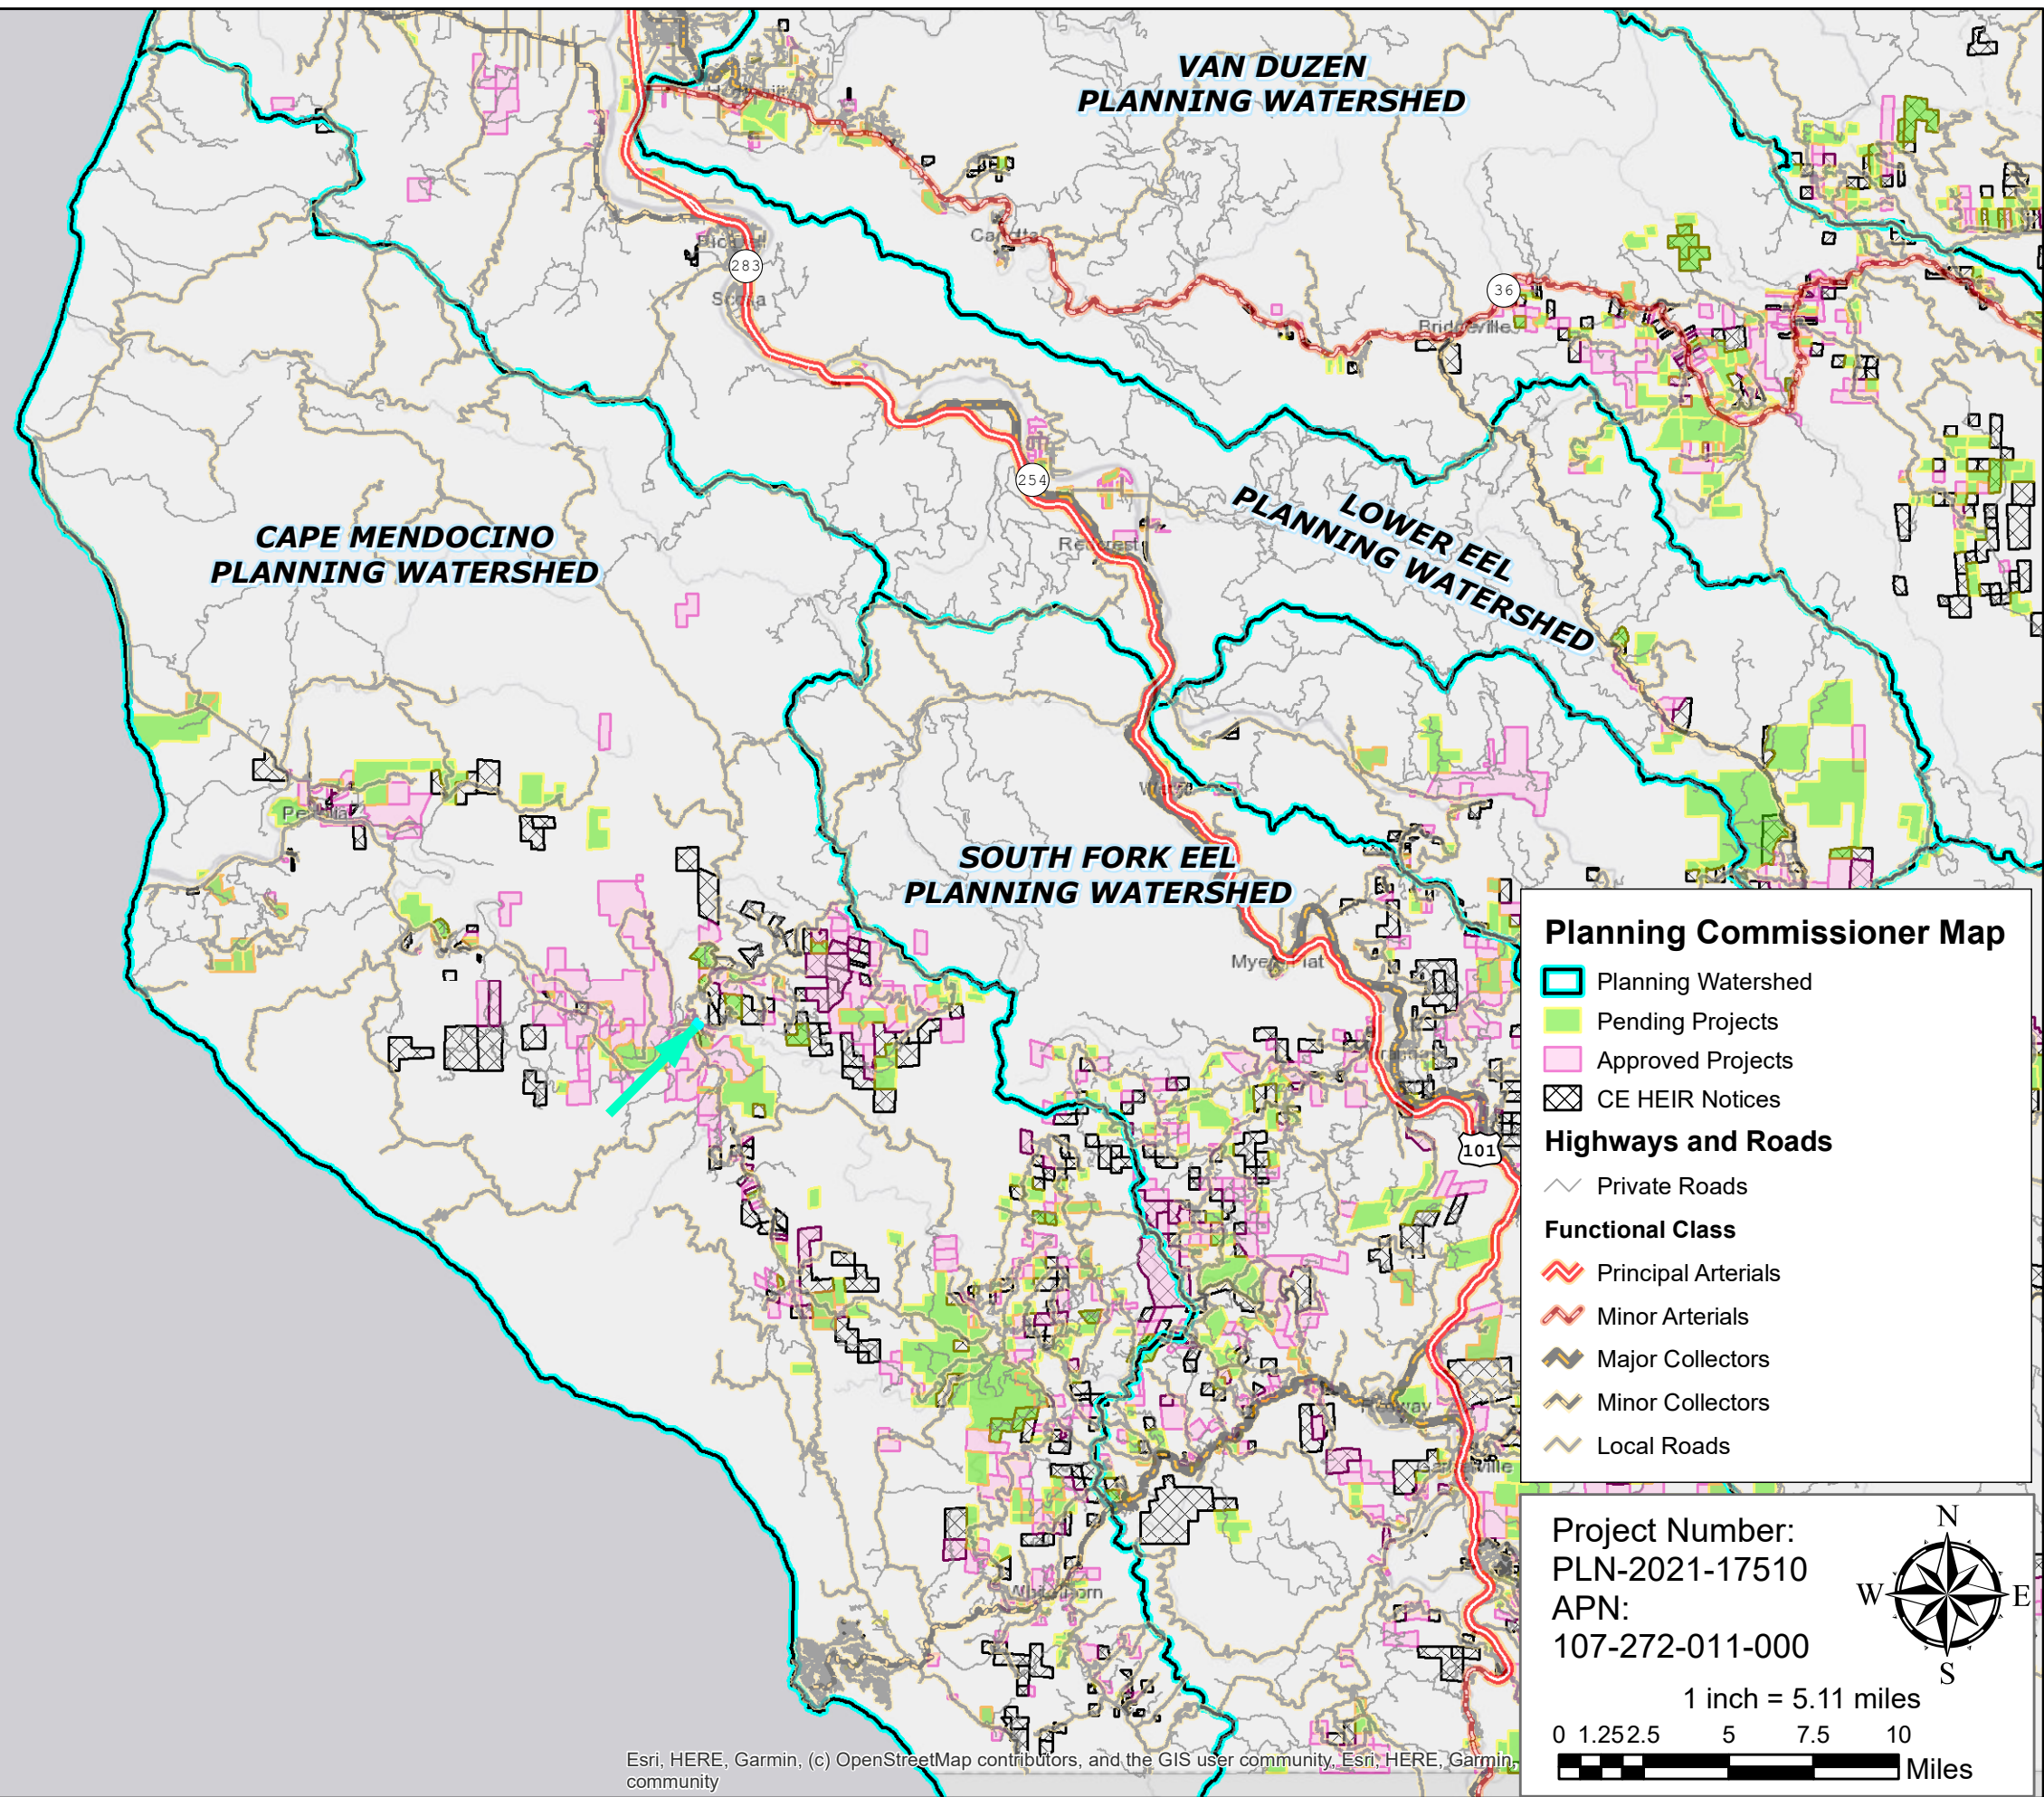 VAN DUZEN
PLANNING WATERSHED
283
36
Bridgeville
254
LOWER EEL
PLANNING WATERSHED
CAPE MENDOCINO
PLANNING WATERSHED
Redcrest
SOUTH FORK EEL
PLANNING WATERSHED
101
Planning Commissioner Map
Planning Watershed
Pending Projects
Approved Projects
CE HEIR Notices
Highways and Roads
Private Roads
Functional Class
Principal Arterials
Minor Arterials
Major Collectors
Minor Collectors
Local Roads
Project Number:
PLN-2021-17510
APN:
107-272-011-000
N
W
E
S
1 inch = 5.11 miles
0 1.25 2.5 5 7.5 10
Miles
Esri, HERE, Garmin, (c) OpenStreetMap contributors, and the GIS user community, Esri, HERE, Garmin,
community